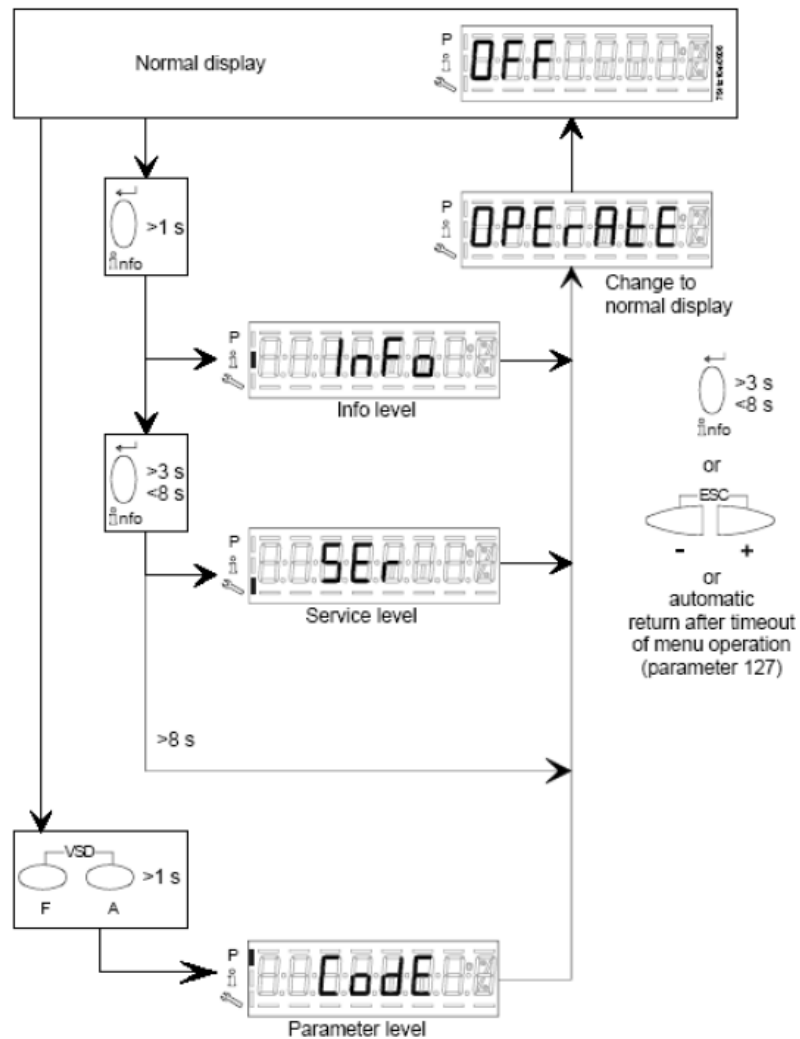 Normal display
P
OFF
>1 s
info
P
OPErAtE
Change to
normal display
P
InFo
Info level
>3 s
<8 s
info
>3 s
<8 s
info
or
ESC
- +
or
automatic
return after timeout
of menu operation
(parameter 127)
P
SEr
Service level
>8 s
VSD
>1 s
F A
P
CodE
Parameter level